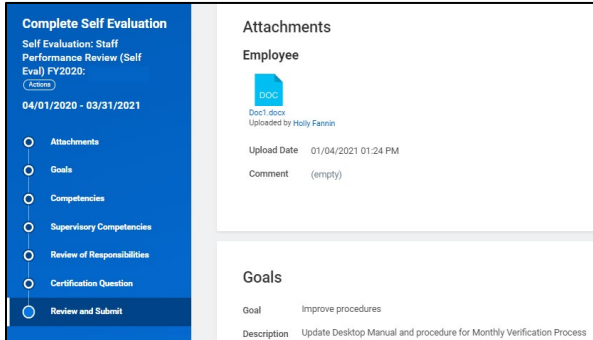 Complete Self Evaluation
Self Evaluation: Staff
Performance Review (Self
Eval) FY2020:
Actions
04/01/2020 - 03/31/2021
Attachments
Goals
Competencies
Supervisory Competencies
Review of Responsibilities
Certification Question
Review and Submit
Attachments
Employee
DOC
Doc1.docx
Uploaded by Holly Fannin
Upload Date 01/04/2021 01:24 PM
Comment (empty)
Goals
Goal Improve procedures
Description Update Desktop Manual and procedure for Monthly Verification Process